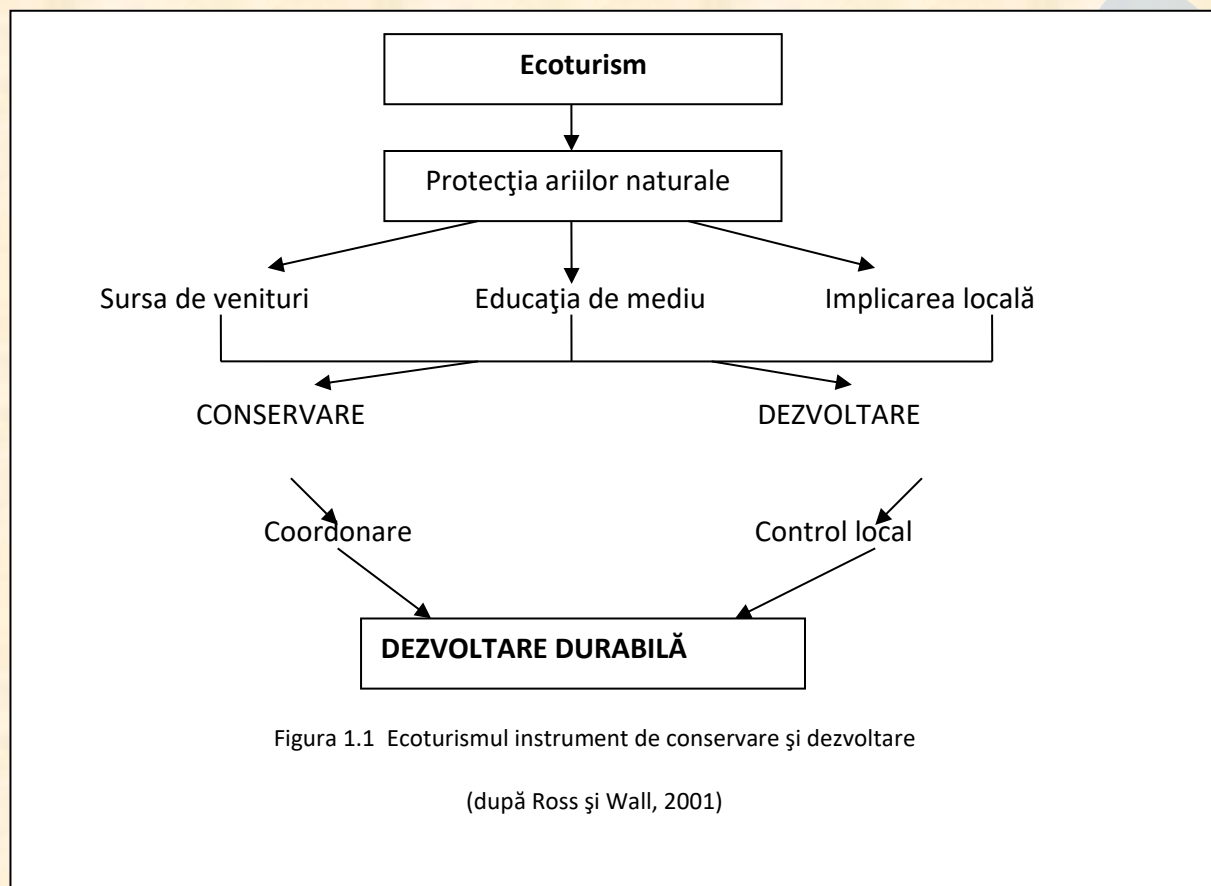 Ecoturism
Protecţia ariilor naturale
Sursa de venituri Educaţia de mediu Implicarea locală
CONSERVARE DEZVOLTARE
Coordonare Control local
DEZVOLTARE DURABILĂ
Figura 1.1 Ecoturismul instrument de conservare şi dezvoltare
(după Ross şi Wall, 2001)